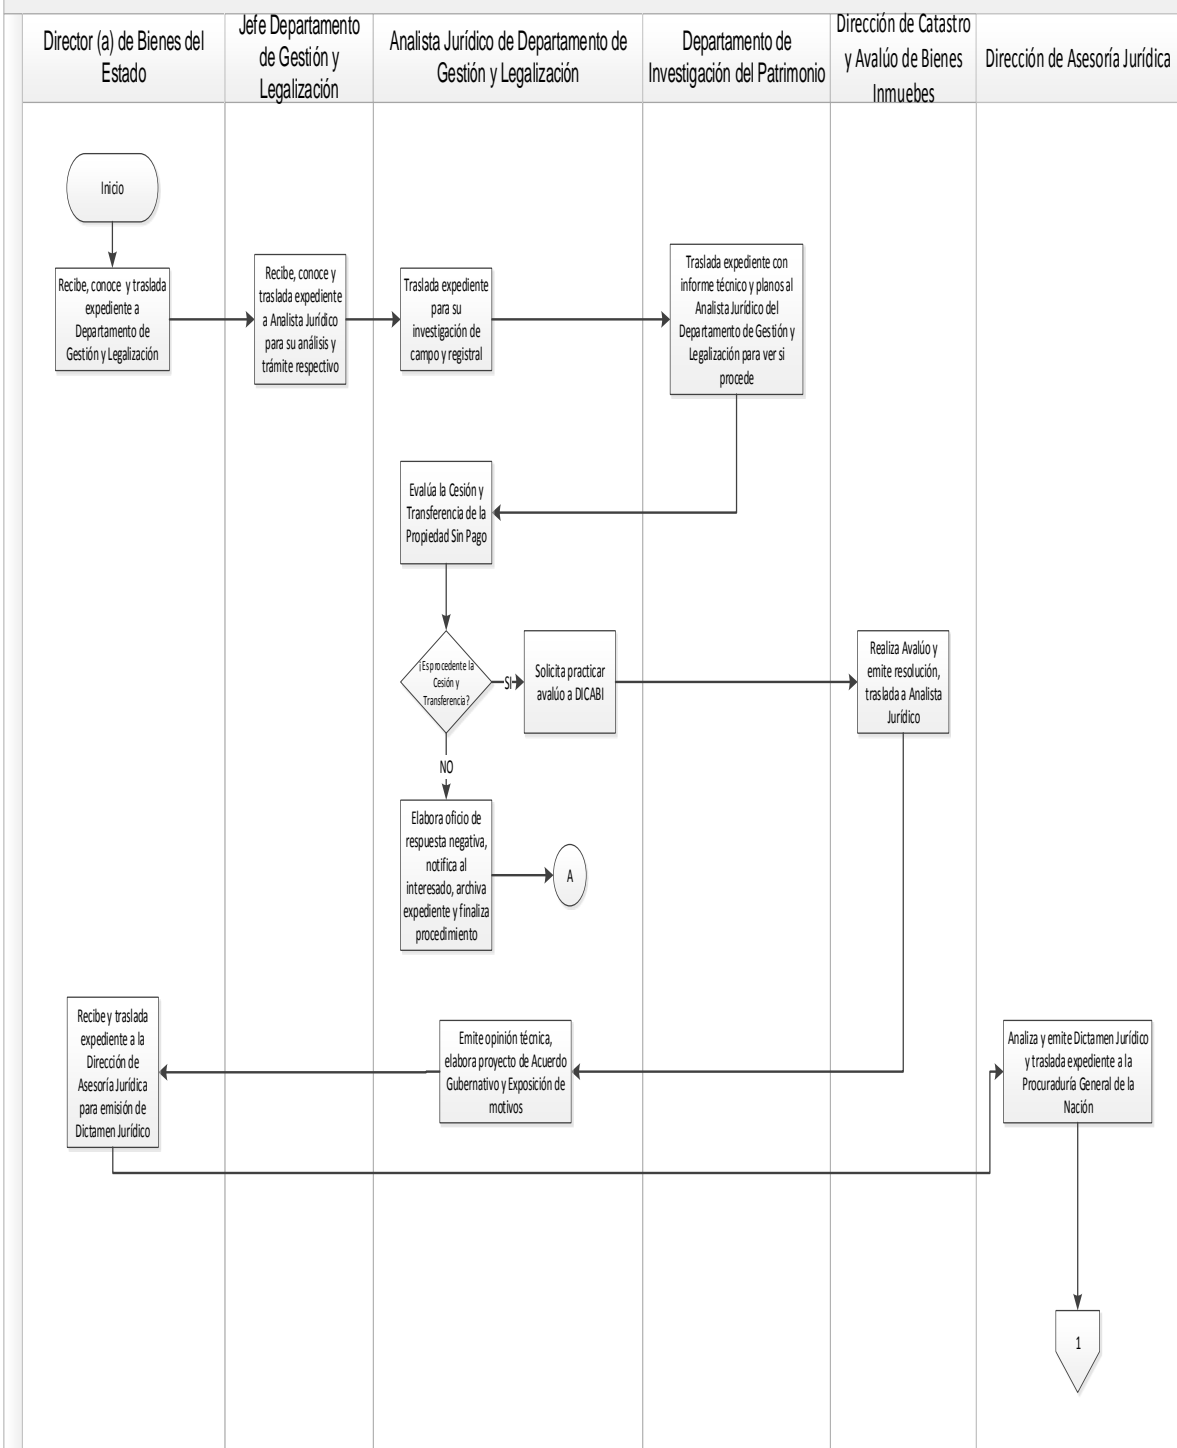 Director (a) de Bienes del
Estado
Jefe Departamento
de Gestión y
Legalización
Analista Jurídico de Departamento de
Gestión y Legalización
Departamento de
Investigación del Patrimonio
Dirección de Catastro
y Avalúo de Bienes
Inmuebes
Dirección de Asesoría Jurídica
Inicio
Recibe, conoce y traslada
expediente a
Departamento de
Gestión y Legalización
Recibe, conoce y
traslada expediente
a Analista Jurídico
para su análisis y
trámite respectivo
Traslada expediente
para su
investigación de
campo y registral
Traslada expediente con
informe técnico y planos al
Analista Jurídico del
Departamento de Gestión y
Legalización para ver si
procede
Evalúa la Cesión y
Transferencia de la
Propiedad Sin Pago
¿Es procedente la
Cesión y
Transferencia?
SI
Solicita practicar
avalúo a DICABI
Realiza Avalúo y
emite resolución,
traslada a Analista
Jurídico
NO
Elabora oficio de
respuesta negativa,
notifica al
interesado, archiva
expediente y finaliza
procedimiento
A
Recibe y traslada
expediente a la
Dirección de
Asesoría Jurídica
para emisión de
Dictamen Jurídico
Emite opinión técnica,
elabora proyecto de Acuerdo
Gubernativo y Exposición de
motivos
Analiza y emite Dictamen Jurídico
y traslada expediente a la
Procuraduría General de la
Nación
1